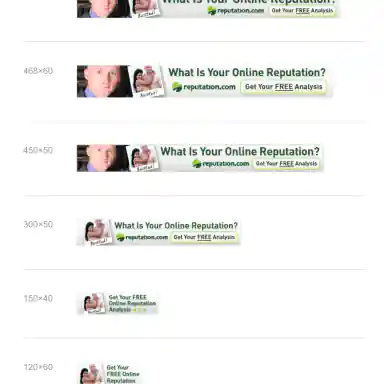 What Is Your Online Reputation?
reputation.com Get Your FREE Analysis
468×60
What Is Your Online Reputation?
reputation.com Get Your FREE Analysis
450×50
What Is Your Online Reputation?
reputation.com Get Your FREE Analysis
300×50
What Is Your Online Reputation?
reputation.com Get Your FREE Analysis
150×40
Get Your FREE
Online Reputation
Analysis
120×60
Get Your
FREE Online
Reputation